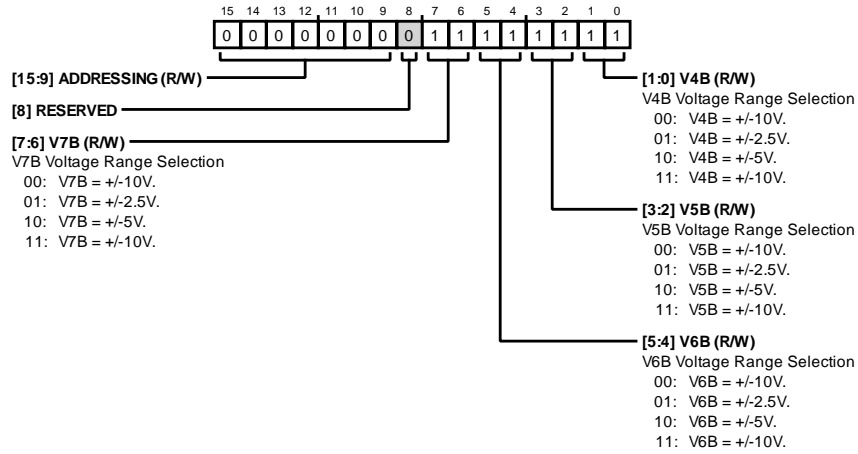 15 14 13 12 11 10 9 8 7 6 5 4 3 2 1 0
0 0 0 0 0 0 0 0 1 1 1 1 1 1 1 1
[15:9] ADDRESSING (R/W)
[8] RESERVED
[7:6] V7B (R/W)
V7B Voltage Range Selection
00: V7B = +/-10V.
01: V7B = +/-2.5V.
10: V7B = +/-5V.
11: V7B = +/-10V.
[1:0] V4B (R/W)
V4B Voltage Range Selection
00: V4B = +/-10V.
01: V4B = +/-2.5V.
10: V4B = +/-5V.
11: V4B = +/-10V.
[3:2] V5B (R/W)
V5B Voltage Range Selection
00: V5B = +/-10V.
01: V5B = +/-2.5V.
10: V5B = +/-5V.
11: V5B = +/-10V.
[5:4] V6B (R/W)
V6B Voltage Range Selection
00: V6B = +/-10V.
01: V6B = +/-2.5V.
10: V6B = +/-5V.
11: V6B = +/-10V.